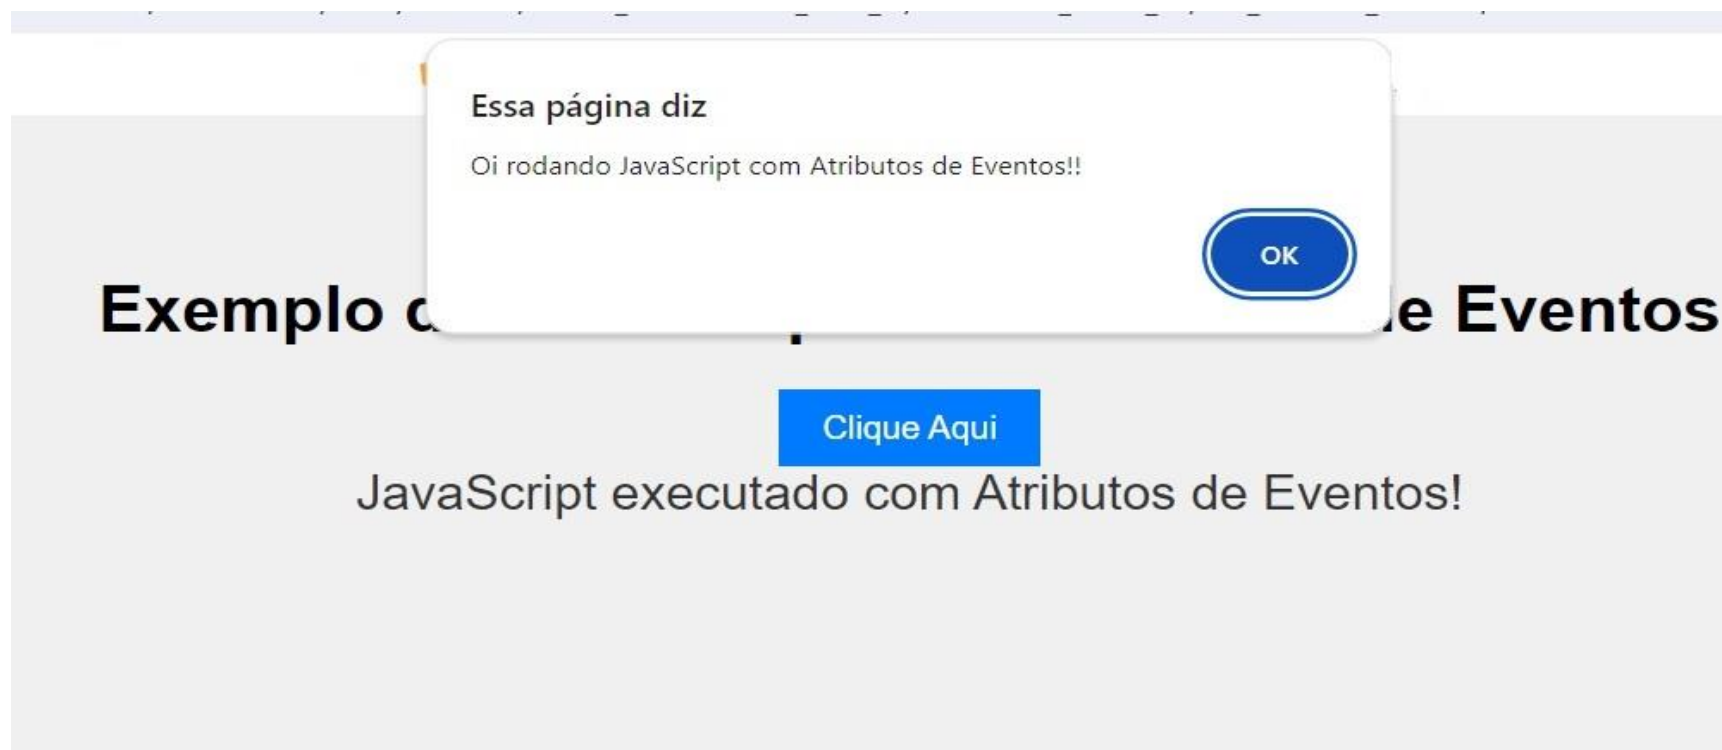 Essa página diz
Oi rodando JavaScript com Atributos de Eventos!!
OK
Exemplo Eventos
Clique Aqui
JavaScript executado com Atributos de Eventos!